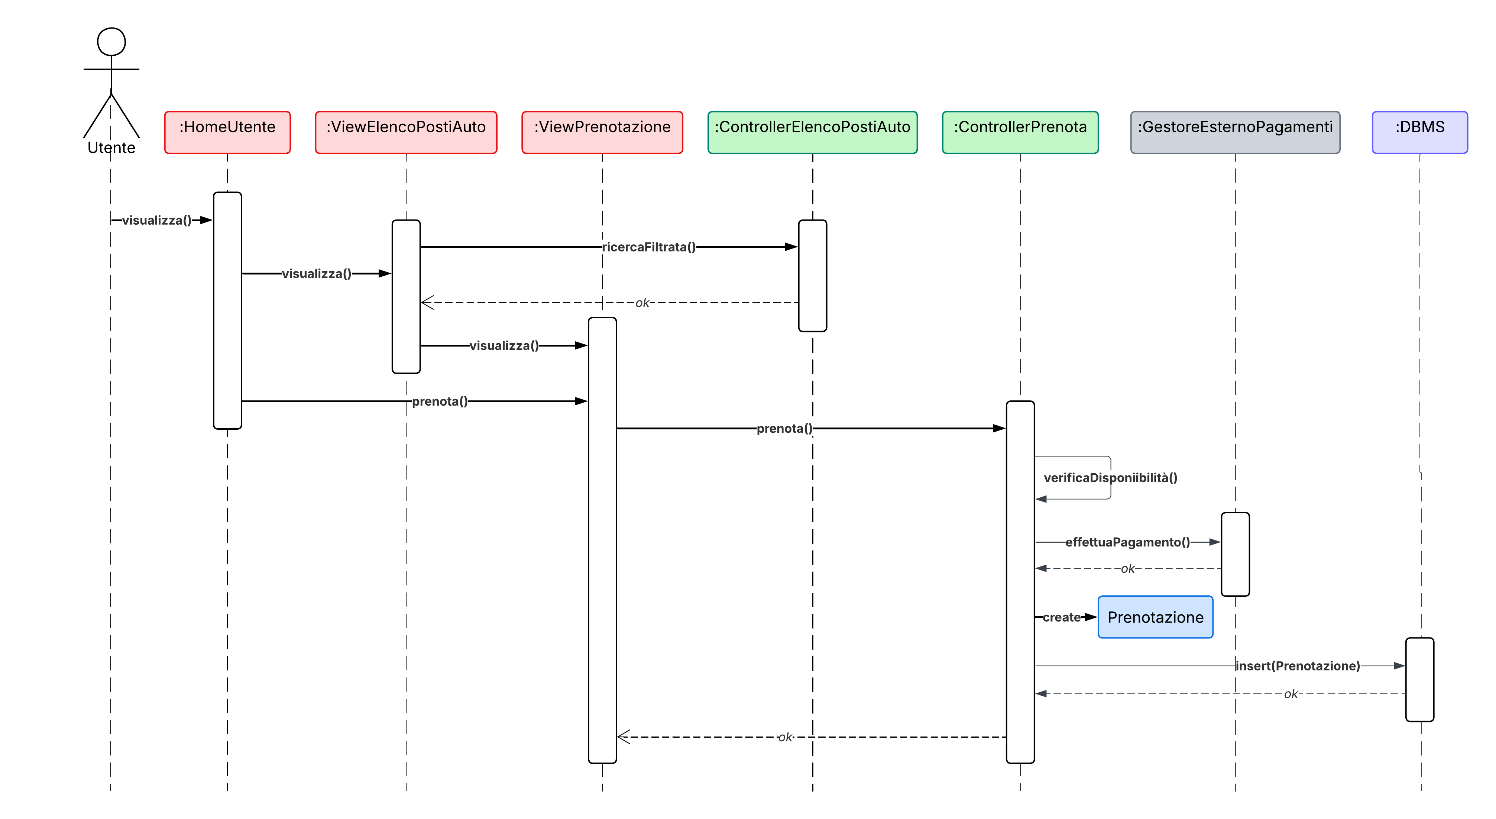 Utente
:HomeUtente
:ViewElencoPostiAuto
:ViewPrenotazione
:ControllerElencoPostiAuto
:ControllerPrenota
:GestoreEsternoPagamenti
:DBMS
visualizza()
ricercaFiltrata()
visualizza()
ok
visualizza()
prenota()
prenota()
verificaDisponiibilità()
effettuaPagamento()
ok
create
Prenotazione
insert(Prenotazione)
ok
ok